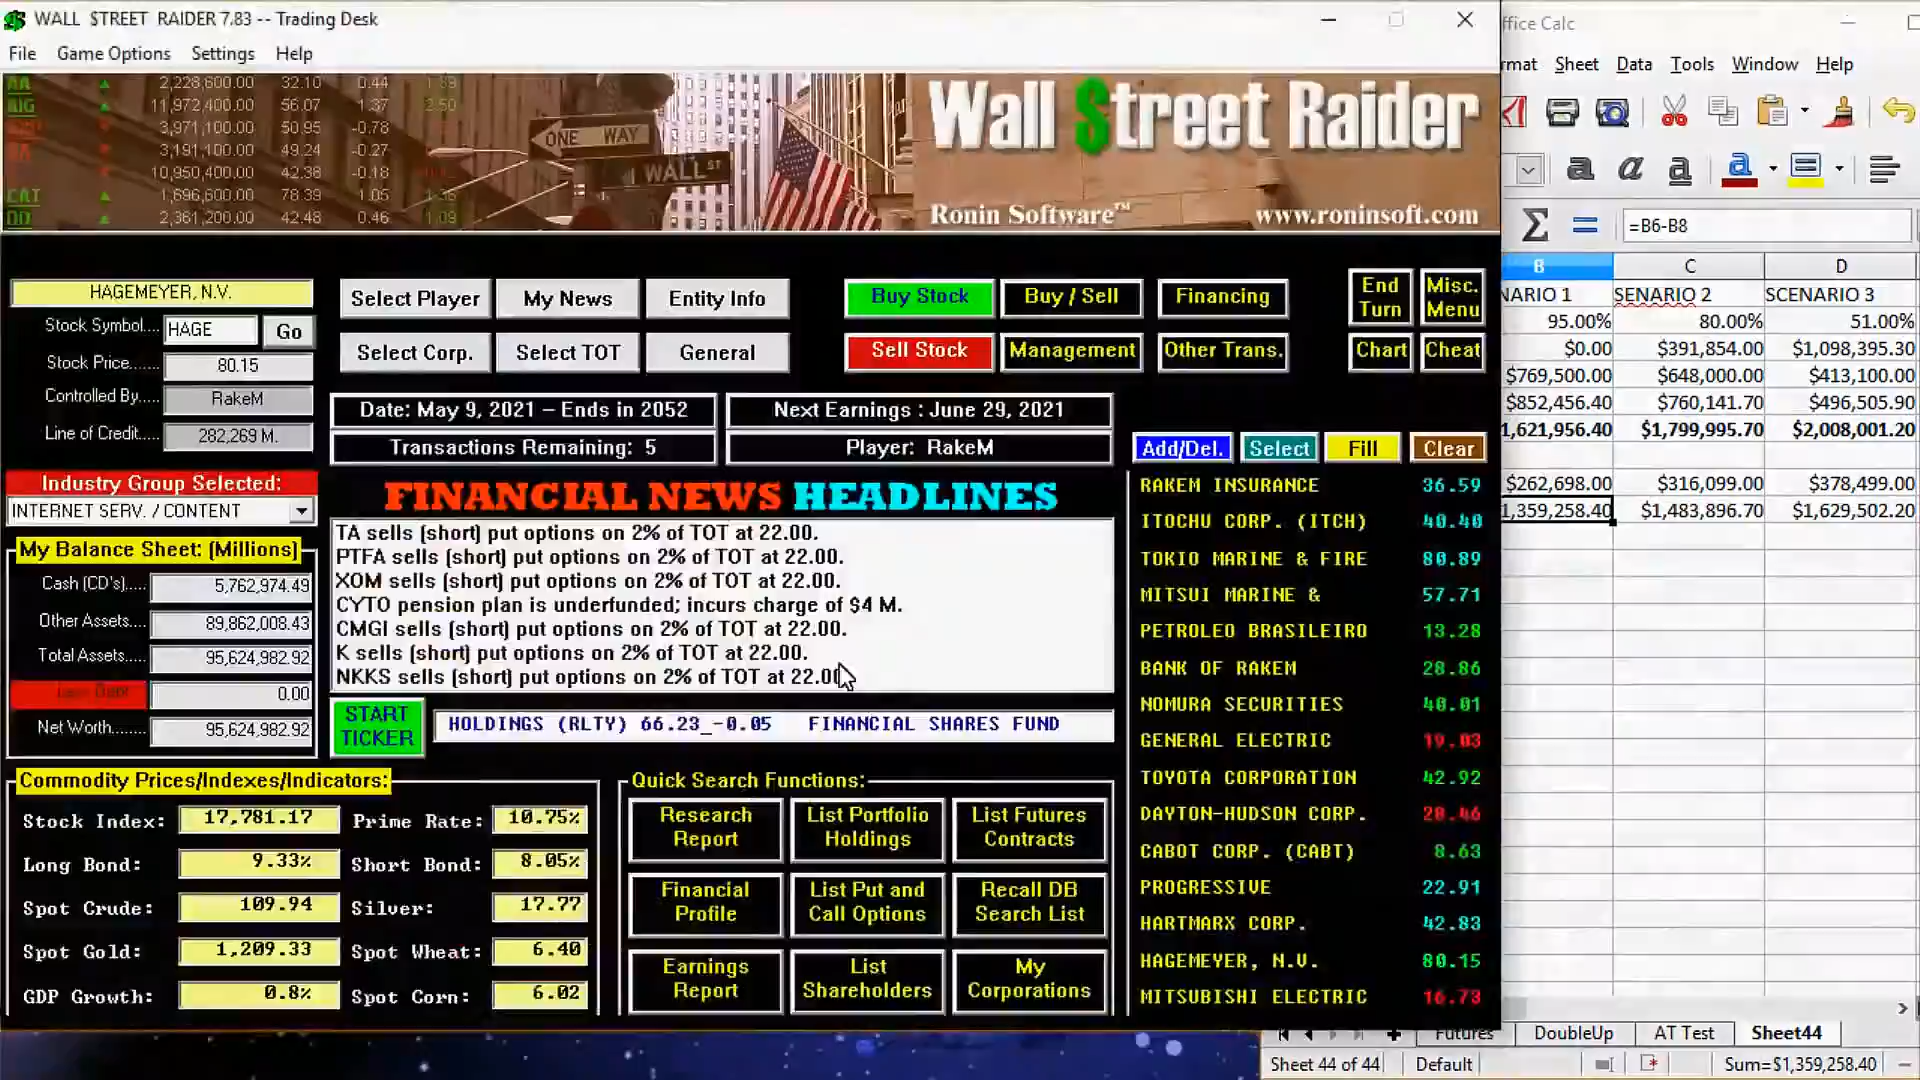 WALL $TREET RAIDER 7.83 -- Trading Desk
File Game Options Settings Help
AA 2,228,600.00 32.10 0.44 1.89
AIG 11,972,400.00 56.07 1.37 2.50
3,971,100.00 50.95 -0.78
3,191,100.00 49.24 -0.27
10,950,400.00 42.38 -0.18
CAT 1,696,600.00 78.39 1.05 1.36
DD 2,361,200.00 42.48 0.46 1.09
ONE WAY
WALL ST
Wall $treet Raider
Ronin Software™ www.roninsoft.com
HAGEMEYER, N.V.
Stock Symbol.... HAGE Go
Stock Price...... 80.15
Controlled By..... RakeM
Line of Credit.... 282,269 M.
Select Player My News Entity Info
Select Corp. Select TOT General
Buy Stock Buy / Sell Financing
Sell Stock Management Other Trans.
End Turn Misc. Menu
Chart Cheat
Date: May 9, 2021 – Ends in 2052 Next Earnings : June 29, 2021
Transactions Remaining: 5 Player: RakeM
Add/Del. Select Fill Clear
Industry Group Selected:
INTERNET SERV. / CONTENT
My Balance Sheet: (Millions)
Cash (CD's)..... 5,762,974.49
Other Assets.... 89,862,008.43
Total Assets..... 95,624,982.92
Less Debt 0.00
Net Worth........ 95,624,982.92
FINANCIAL NEWS HEADLINES
TA sells (short) put options on 2% of TOT at 22.00.
PTFA sells (short) put options on 2% of TOT at 22.00.
XOM sells (short) put options on 2% of TOT at 22.00.
CYTO pension plan is underfunded; incurs charge of $4 M.
CMGI sells (short) put options on 2% of TOT at 22.00.
K sells (short) put options on 2% of TOT at 22.00.
NKKS sells (short) put options on 2% of TOT at 22.00
START TICKER
HOLDINGS (RLTY) 66.23_-0.05 FINANCIAL SHARES FUND
RAKEM INSURANCE 36.59
ITOCHU CORP. (ITCH) 40.40
TOKIO MARINE & FIRE 80.89
MITSUI MARINE & 57.71
PETROLEO BRASILEIRO 13.28
BANK OF RAKEM 28.86
NOMURA SECURITIES 40.01
GENERAL ELECTRIC 19.03
TOYOTA CORPORATION 42.92
DAYTON-HUDSON CORP. 20.46
CABOT CORP. (CABT) 8.63
PROGRESSIVE 22.91
HARTMARX CORP. 42.83
HAGEMEYER, N.V. 80.15
MITSUBISHI ELECTRIC 16.73
Commodity Prices/Indexes/Indicators:
Stock Index: 17,781.17 Prime Rate: 10.75%
Long Bond: 9.33% Short Bond: 8.05%
Spot Crude: 109.94 Silver: 17.77
Spot Gold: 1,209.33 Spot Wheat: 6.40
GDP Growth: 0.8% Spot Corn: 6.02
Quick Search Functions:
Research Report List Portfolio Holdings List Futures Contracts
Financial Profile List Put and Call Options Recall DB Search List
Earnings Report List Shareholders My Corporations
ffice Calc
rmat Sheet Data Tools Window Help
=B6-B8
B C D
NARIO 1 SENARIO 2 SCENARIO 3
95.00% 80.00% 51.00%
$0.00 $391,854.00 $1,098,395.30
$769,500.00 $648,000.00 $413,100.00
$852,456.40 $760,141.70 $496,505.90
1,621,956.40 $1,799,995.70 $2,008,001.20
$262,698.00 $316,099.00 $378,499.00
1,359,258.40 $1,483,896.70 $1,629,502.20
Futures DoubleUp AT Test Sheet44
Sheet 44 of 44 Default Sum=$1,359,258.40